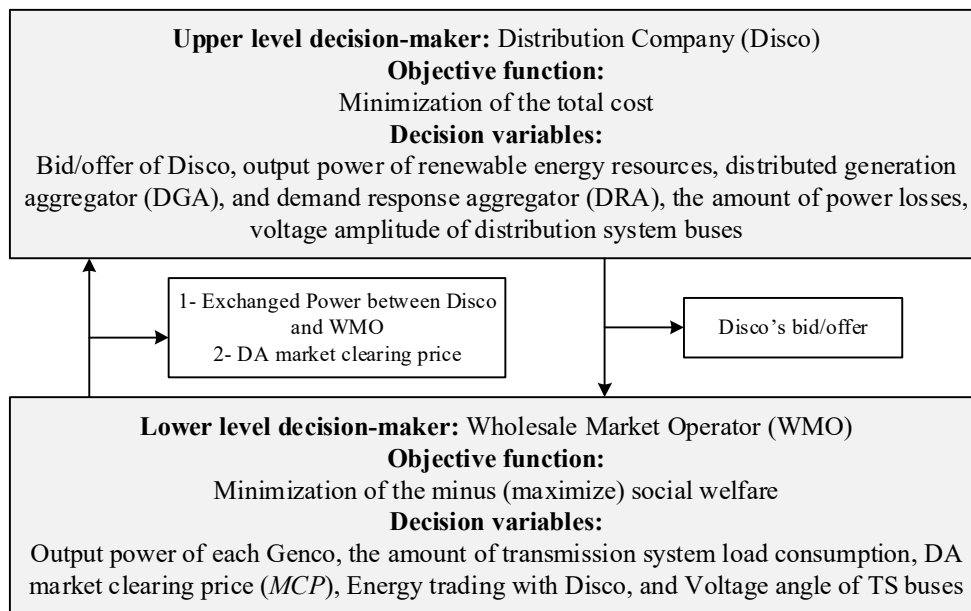 Upper level decision-maker: Distribution Company (Disco)
Objective function:
Minimization of the total cost
Decision variables:
Bid/offer of Disco, output power of renewable energy resources, distributed generation
aggregator (DGA), and demand response aggregator (DRA), the amount of power losses,
voltage amplitude of distribution system buses
1- Exchanged Power between Disco
and WMO
2- DA market clearing price
Disco's bid/offer
Lower level decision-maker: Wholesale Market Operator (WMO)
Objective function:
Minimization of the minus (maximize) social welfare
Decision variables:
Output power of each Genco, the amount of transmission system load consumption, DA
market clearing price (MCP), Energy trading with Disco, and Voltage angle of TS buses